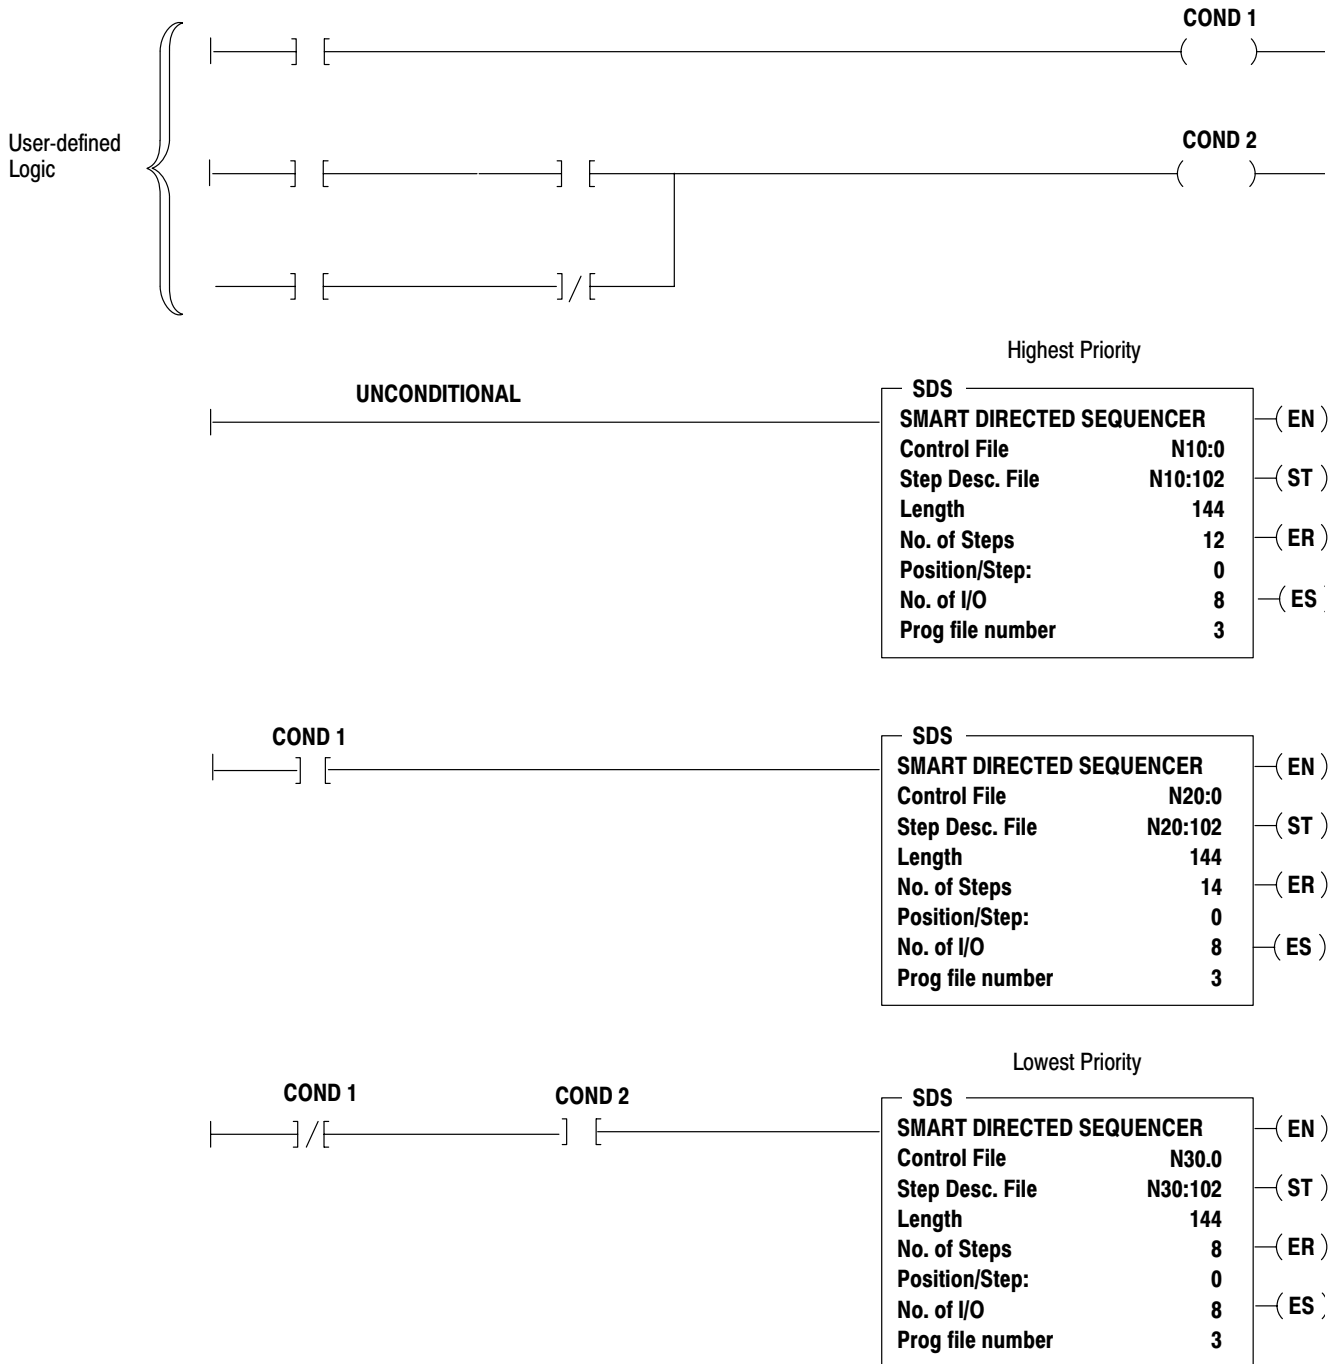 COND 1
User-defined
Logic
COND 2
Highest Priority
UNCONDITIONAL
SDS
SMART DIRECTED SEQUENCER
Control File N10:0
Step Desc. File N10:102
Length 144
No. of Steps 12
Position/Step: 0
No. of I/O 8
Prog file number 3
EN
ST
ER
ES
COND 1
SDS
SMART DIRECTED SEQUENCER
Control File N20:0
Step Desc. File N20:102
Length 144
No. of Steps 14
Position/Step: 0
No. of I/O 8
Prog file number 3
EN
ST
ER
ES
Lowest Priority
COND 1
COND 2
SDS
SMART DIRECTED SEQUENCER
Control File N30.0
Step Desc. File N30:102
Length 144
No. of Steps 8
Position/Step: 0
No. of I/O 8
Prog file number 3
EN
ST
ER
ES